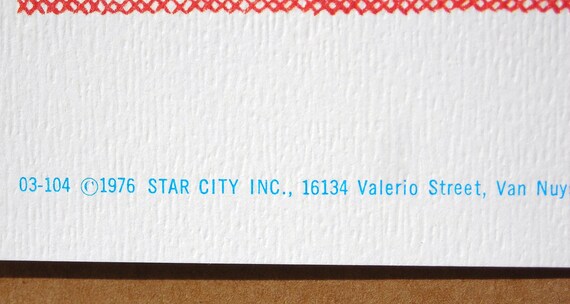 03-104 ©1976 STAR CITY INC., 16134 Valerio Street, Van Nuy